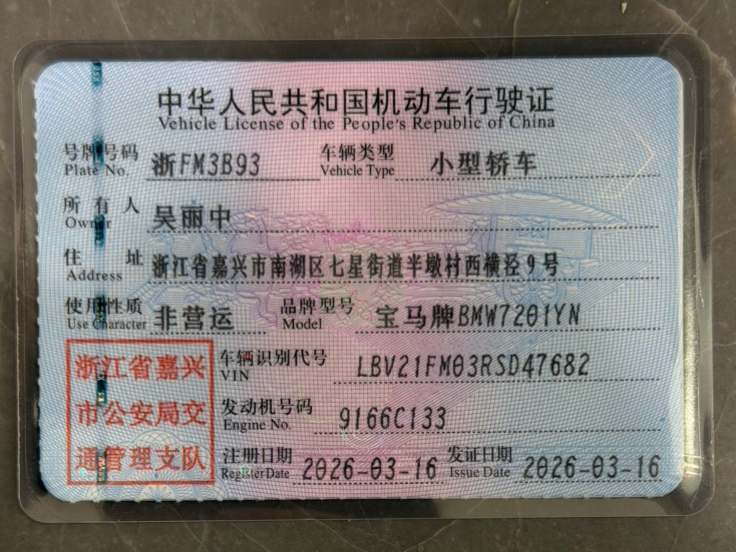 中华人民共和国机动车行驶证
Vehicle License of the People's Republic of China
号牌号码 浙FM3B93 车辆类型 小型轿车
Plate No. Vehicle Type
所有人 吴丽中
Owner
住址 浙江省嘉兴市南湖区七星街道半墩村西横泾9号
Address
使用性质 非营运 品牌型号 宝马牌BMW7201YN
Use Character Model
浙江省嘉兴
市公安局交
通管理支队
车辆识别代号 LBV21FM03RSD47682
VIN
发动机号码 9166C133
Engine No.
注册日期 2026-03-16 发证日期 2026-03-16
Register Date Issue Date